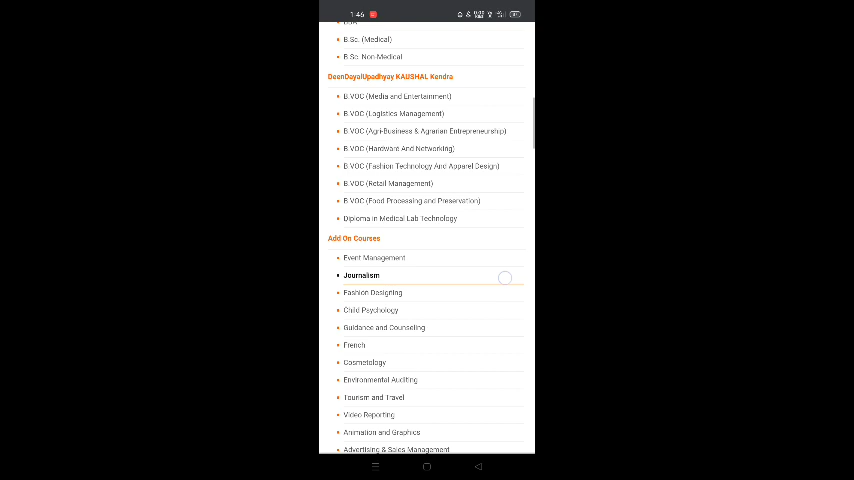 1:46
B.Sc. (Medical)
B.Sc. Non-Medical
DeenDayalUpadhyay KAUSHAL Kendra
B.VOC (Media and Entertainment)
B.VOC (Logistics Management)
B.VOC (Agri-Business & Agrarian Entrepreneurship)
B.VOC (Hardware And Networking)
B.VOC (Fashion Technology And Apparel Design)
B.VOC (Retail Management)
B.VOC (Food Processing and Preservation)
Diploma in Medical Lab Technology
Add On Courses
Event Management
Journalism
Fashion Designing
Child Psychology
Guidance and Counseling
French
Cosmetology
Environmental Auditing
Tourism and Travel
Video Reporting
Animation and Graphics
Advertising & Sales Management